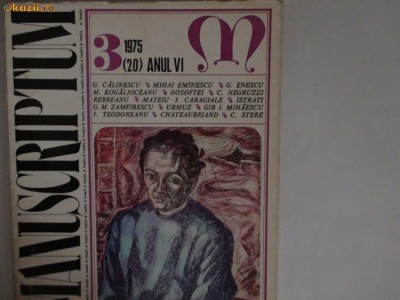 okazii.ro
MANUSCRIPTUM
3 1975
(20) ANUL VI
M
G. CĂLINESCU ★ MIHAI EMINESCU ★ G. ENESCU
M. KOGĂLNICEANU ★ DOSOFTEI ★ C. NEGRUZZI
REBREANU ★ MATEIU I. CARAGIALE ★ ISTRATI
G. M. ZAMFIRESCU ★ URMUZ ★ GIB I. MIHĂESCU
I. TEODOREANU ★ CHATEAUBRIAND ★ C. STERE